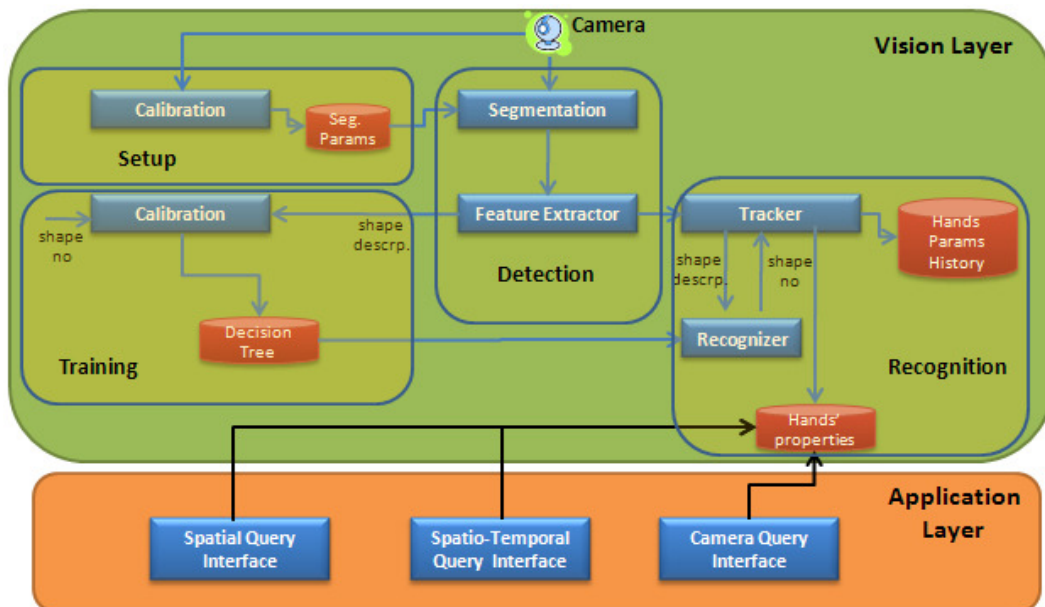 Camera
Vision Layer
Calibration
Seg.
Params
Segmentation
Setup
Calibration
shape
no
shape
descrp.
Feature Extractor
Tracker
Hands
Params
History
Detection
shape
descrp.
shape
no
Decision
Tree
Recognizer
Training
Recognition
Hands'
properties
Application
Layer
Spatial Query
Interface
Spatio-Temporal
Query Interface
Camera Query
Interface